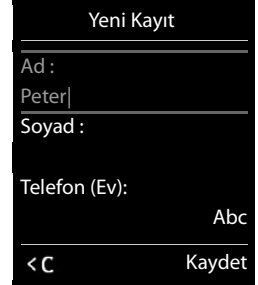 Yeni Kayıt
Ad :
Peter
Soyad :
Telefon (Ev):
Abc
<C Kaydet